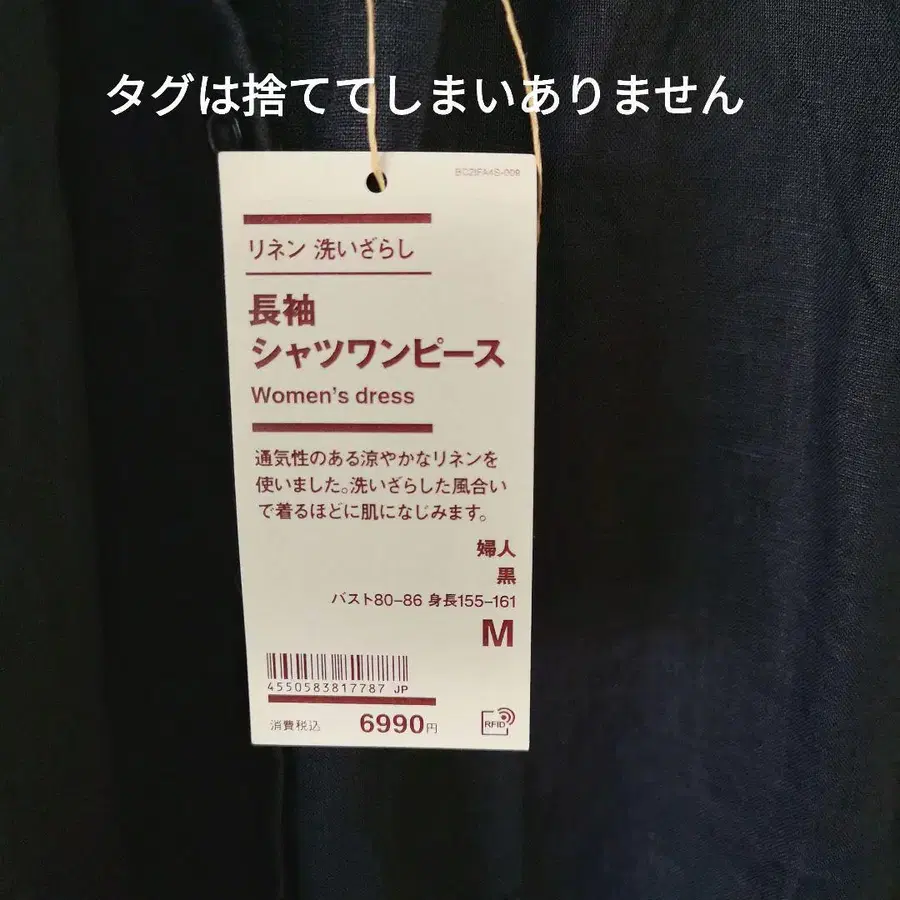 タグは捨ててしまいありません
BC2IFA4S-009
リネン 洗いざらし
長袖
シャツワンピース
Women's dress
通気性のある涼やかなリネンを
使いました。洗いざらした風合い
で着るほどに肌になじみます。
婦人
黒
バスト80–86 身長155–161
M
4550583817787 JP
消費税込 6990円
RFID